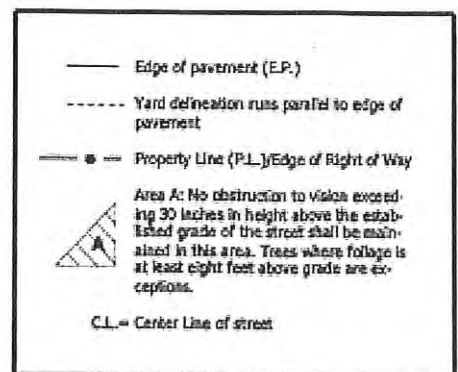 Edge of pavement (E.P.)
Yard delineation runs parallel to edge of
pavement
Property Line (P.L.)/Edge of Right of Way
Area A: No obstruction to vision exceed-
ing 30 inches in height above the estab-
lished grade of the street shall be main-
ained in this area. Trees where foliage is
at least eight feet above grade are ex-
ceptions.
A
C.L.= Center Line of street